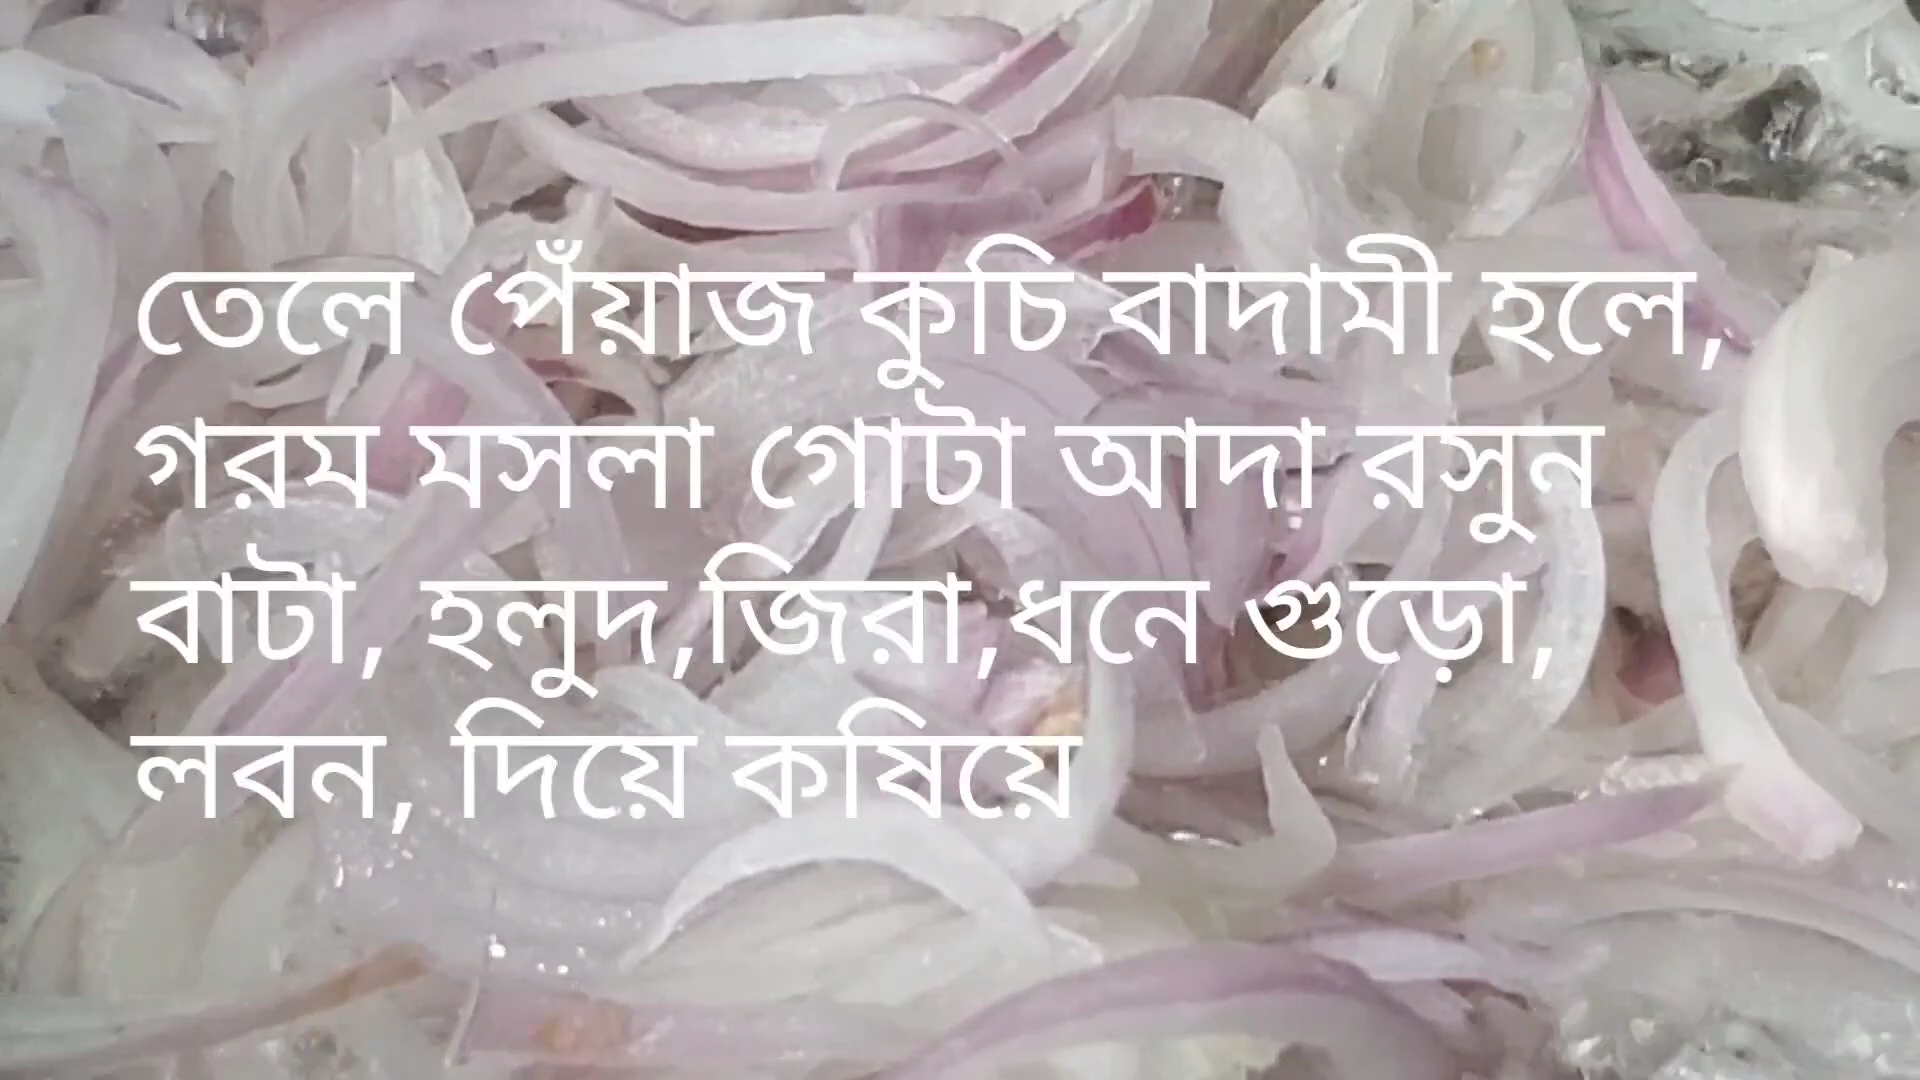 তেলে পেঁয়াজ কুচি বাদামী হলে,
গরম মসলা গোটা আদা রসুন
বাটা, হলুদ,জিরা,ধনে গুড়ো,
লবন, দিয়ে কষিয়ে